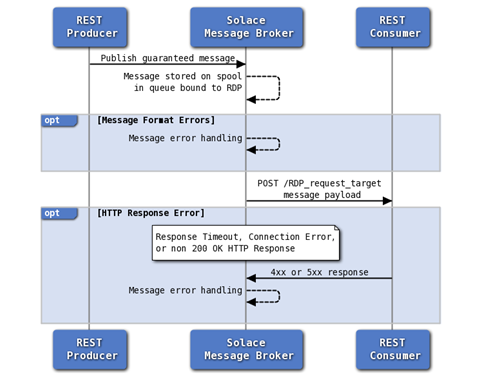 REST
Producer
Solace
Message Broker
REST
Consumer
Publish guaranteed message
Message stored on spool
in queue bound to RDP
opt
[Message Format Errors]
Message error handling
POST /RDP_request_target
message payload
opt
[HTTP Response Error]
Response Timeout, Connection Error,
or non 200 OK HTTP Response
4xx or 5xx response
Message error handling
REST
Producer
Solace
Message Broker
REST
Consumer